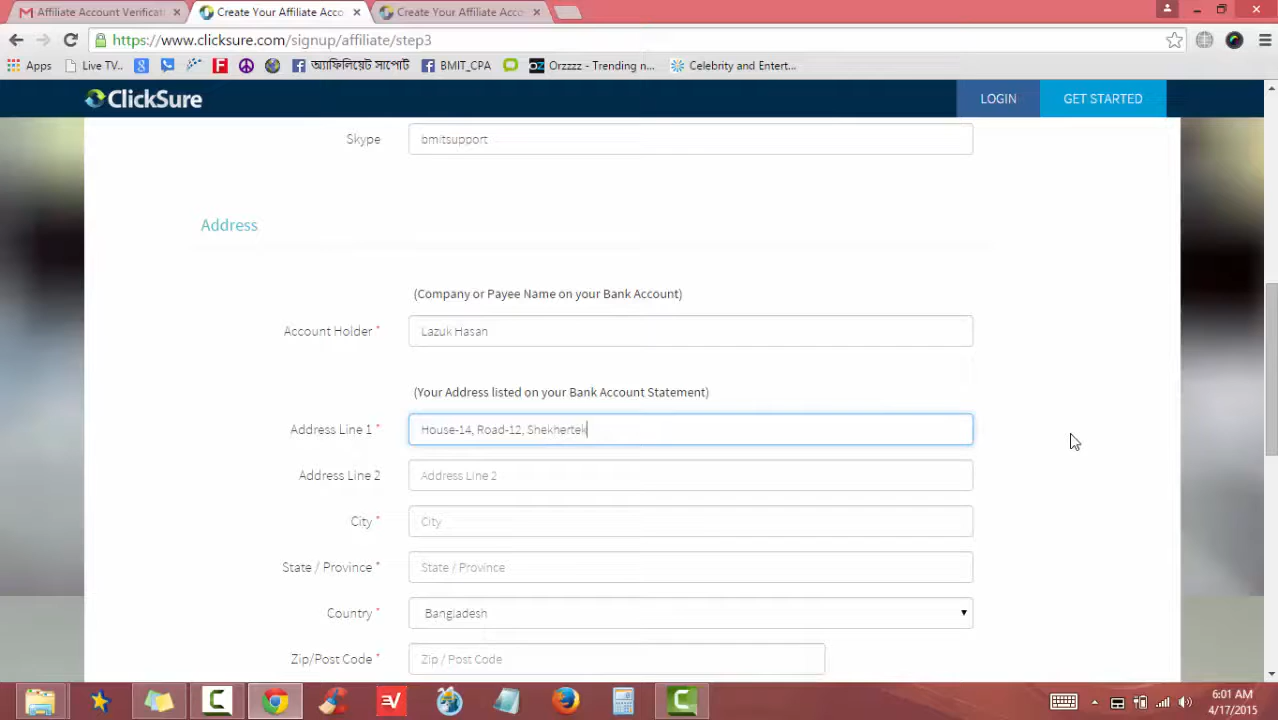 Affiliate Account Verificati
Create Your Affiliate Acco
Create Your Affiliate Acco
https://www.clicksure.com/signup/affiliate/step3
Apps
Live TV..
অ্যাফিলিয়েট সাপোর্ট
BMIT_CPA
Orzzzz - Trending n...
Celebrity and Entert...
ClickSure
LOGIN
GET STARTED
Skype
bmitsupport
Address
(Company or Payee Name on your Bank Account)
Account Holder *
Lazuk Hasan
(Your Address listed on your Bank Account Statement)
Address Line 1 *
House-14, Road-12, Shekhertek
Address Line 2
Address Line 2
City *
City
State / Province *
State / Province
Country *
Bangladesh
Zip/Post Code *
Zip / Post Code
6:01 AM
4/17/2015